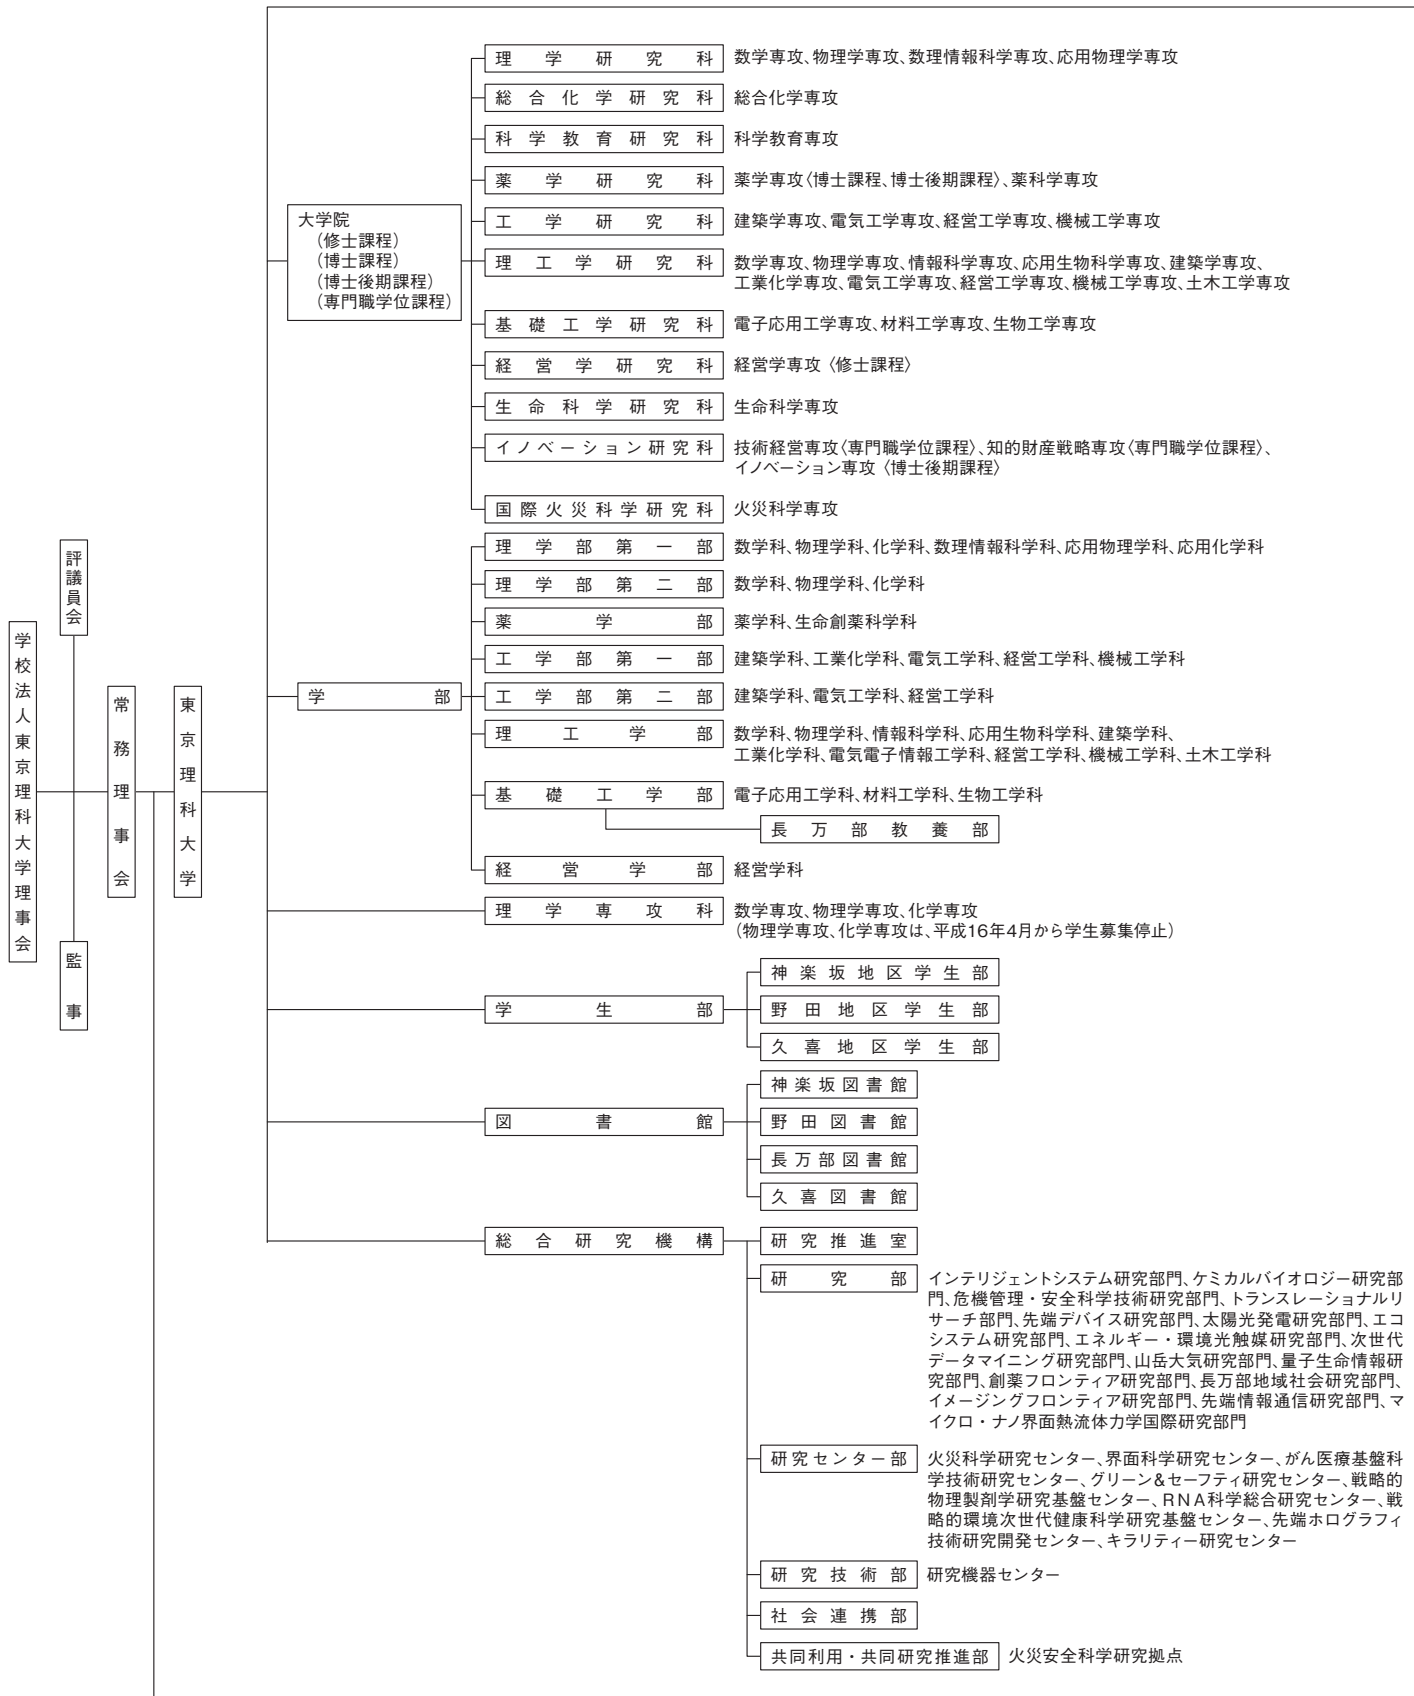 学校法人東京理科大学理事会
評議員会
監事
常務理事会
東京理科大学
大学院
(修士課程)
(博士課程)
(博士後期課程)
(専門職学位課程)
理学研究科 数学専攻、物理学専攻、数理情報科学専攻、応用物理学専攻
総合化学研究科 総合化学専攻
科学教育研究科 科学教育専攻
薬学研究科 薬学専攻〈博士課程、博士後期課程〉、薬科学専攻
工学研究科 建築学専攻、電気工学専攻、経営工学専攻、機械工学専攻
理工学研究科 数学専攻、物理学専攻、情報科学専攻、応用生物科学専攻、建築学専攻、
工業化学専攻、電気工学専攻、経営工学専攻、機械工学専攻、土木工学専攻
基礎工学研究科 電子応用工学専攻、材料工学専攻、生物工学専攻
経営学研究科 経営学専攻〈修士課程〉
生命科学研究科 生命科学専攻
イノベーション研究科 技術経営専攻〈専門職学位課程〉、知的財産戦略専攻〈専門職学位課程〉、
イノベーション専攻〈博士後期課程〉
国際火災科学研究科 火災科学専攻
学部
理学部第一部 数学科、物理学科、化学科、数理情報科学科、応用物理学科、応用化学科
理学部第二部 数学科、物理学科、化学科
薬学部 薬学科、生命創薬科学科
工学部第一部 建築学科、工業化学科、電気工学科、経営工学科、機械工学科
工学部第二部 建築学科、電気工学科、経営工学科
理工学部 数学科、物理学科、情報科学科、応用生物科学科、建築学科、
工業化学科、電気電子情報工学科、経営工学科、機械工学科、土木工学科
基礎工学部 電子応用工学科、材料工学科、生物工学科
長万部教養部
経営学部 経営学科
理学専攻科 数学専攻、物理学専攻、化学専攻
(物理学専攻、化学専攻は、平成16年4月から学生募集停止)
学生部
神楽坂地区学生部
野田地区学生部
久喜地区学生部
図書館
神楽坂図書館
野田図書館
長万部図書館
久喜図書館
総合研究機構
研究推進室
研究部 インテリジェントシステム研究部門、ケミカルバイオロジー研究部
門、危機管理・安全科学技術研究部門、トランスレーショナルリ
サーチ部門、先端デバイス研究部門、太陽光発電研究部門、エコ
システム研究部門、エネルギー・環境光触媒研究部門、次世代
データマイニング研究部門、山岳大気研究部門、量子生命情報研
究部門、創薬フロンティア研究部門、長万部地域社会研究部門、
イメージングフロンティア研究部門、先端情報通信研究部門、マ
イクロ・ナノ界面熱流体力学国際研究部門
研究センター部 火災科学研究センター、界面科学研究センター、がん医療基盤科
学技術研究センター、グリーン&セーフティ研究センター、戦略的
物理製剤学研究基盤センター、RNA科学総合研究センター、戦
略的環境次世代健康科学研究基盤センター、先端ホログラフィ
技術研究開発センター、キラリティー研究センター
研究技術部 研究機器センター
社会連携部
共同利用・共同研究推進部 火災安全科学研究拠点